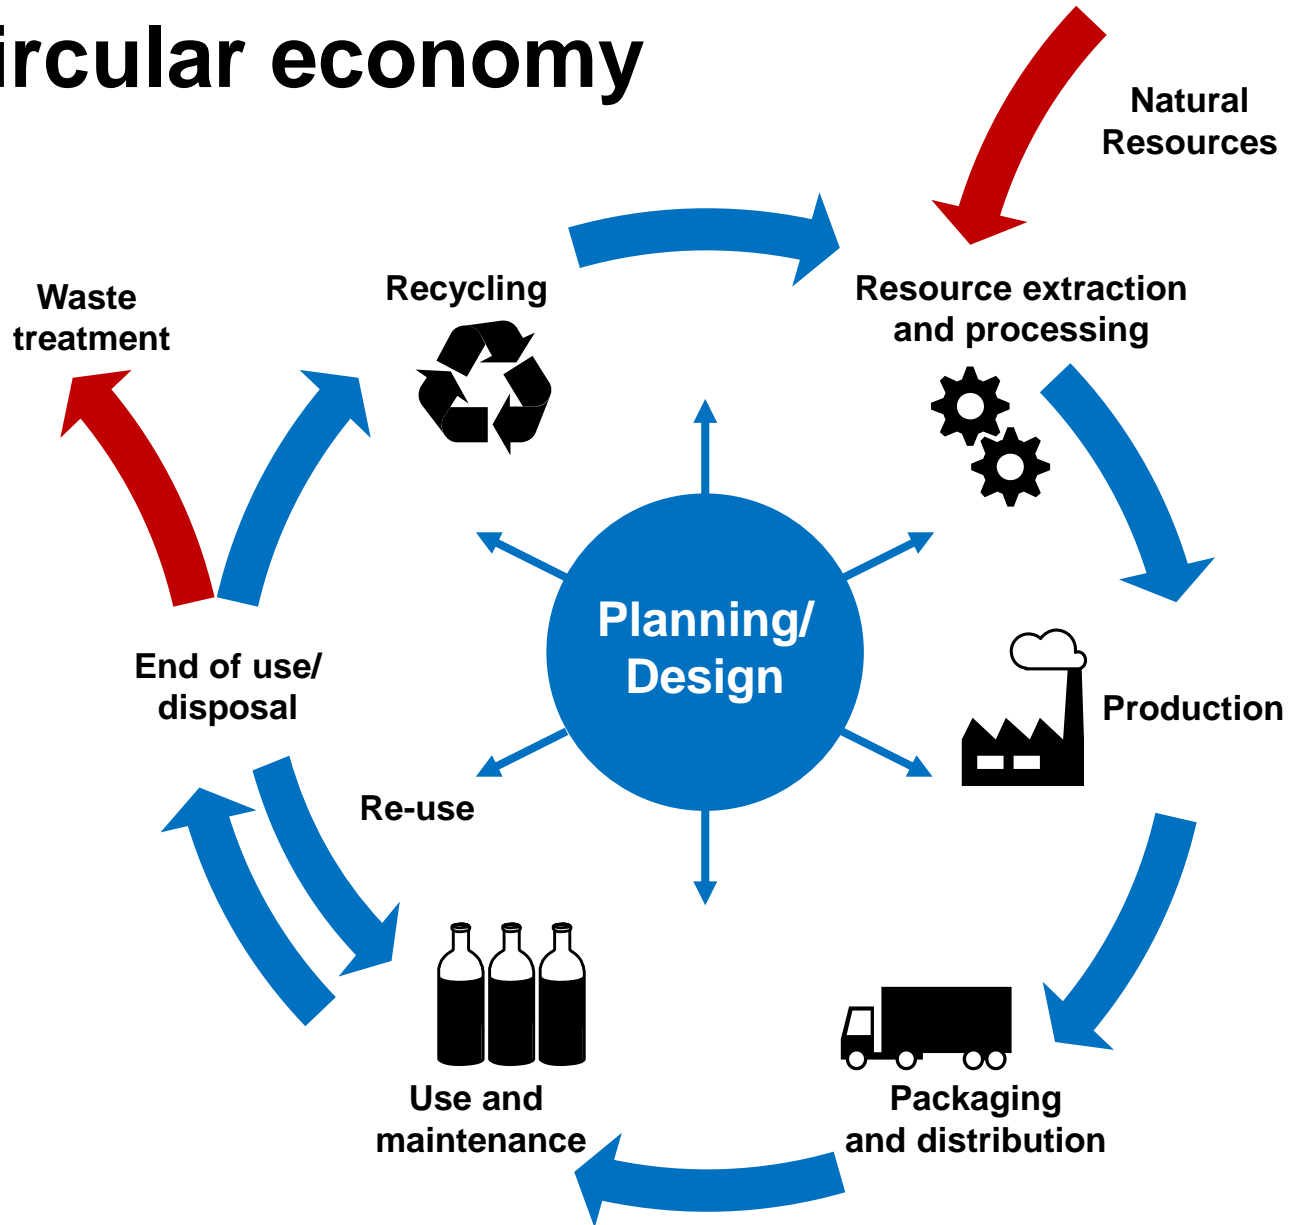 ircular economy
Natural
Resources
Recycling
Resource extraction
and processing
Waste
treatment
Planning/
Design
End of use/
disposal
Production
Re-use
Use and
maintenance
Packaging
and distribution